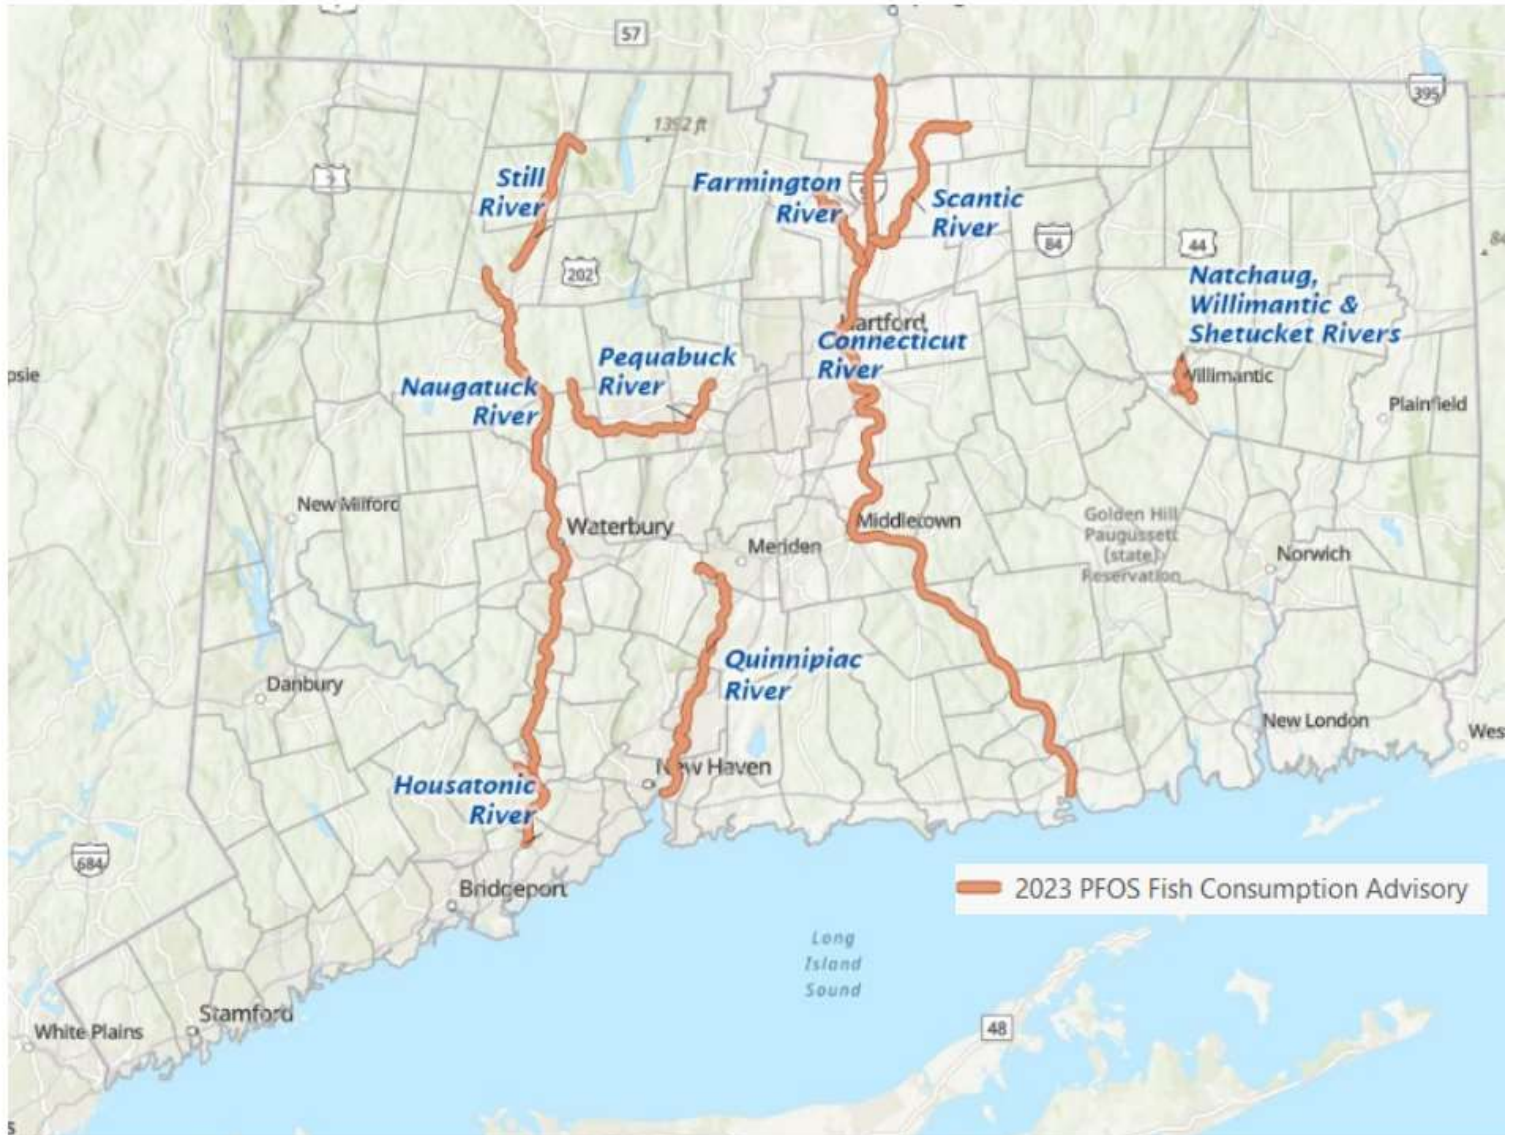 57
395
1392 ft
Still
River
Farmington
River
Scantic
River
84
44
202
Natchaug,
Willimantic &
Shetucket Rivers
Hartford
Connecticut
River
Pequabuck
River
psie
Willimantic
Naugatuck
River
Plainfield
New Milford
Waterbury
Middletown
Meriden
Golden Hill
Paugussett
(state)
Reservation
Norwich
Quinnipiac
River
Danbury
New London
Wes
New Haven
Housatonic
River
684
Bridgeport
2023 PFOS Fish Consumption Advisory
Long
Island
Sound
Stamford
White Plains
48